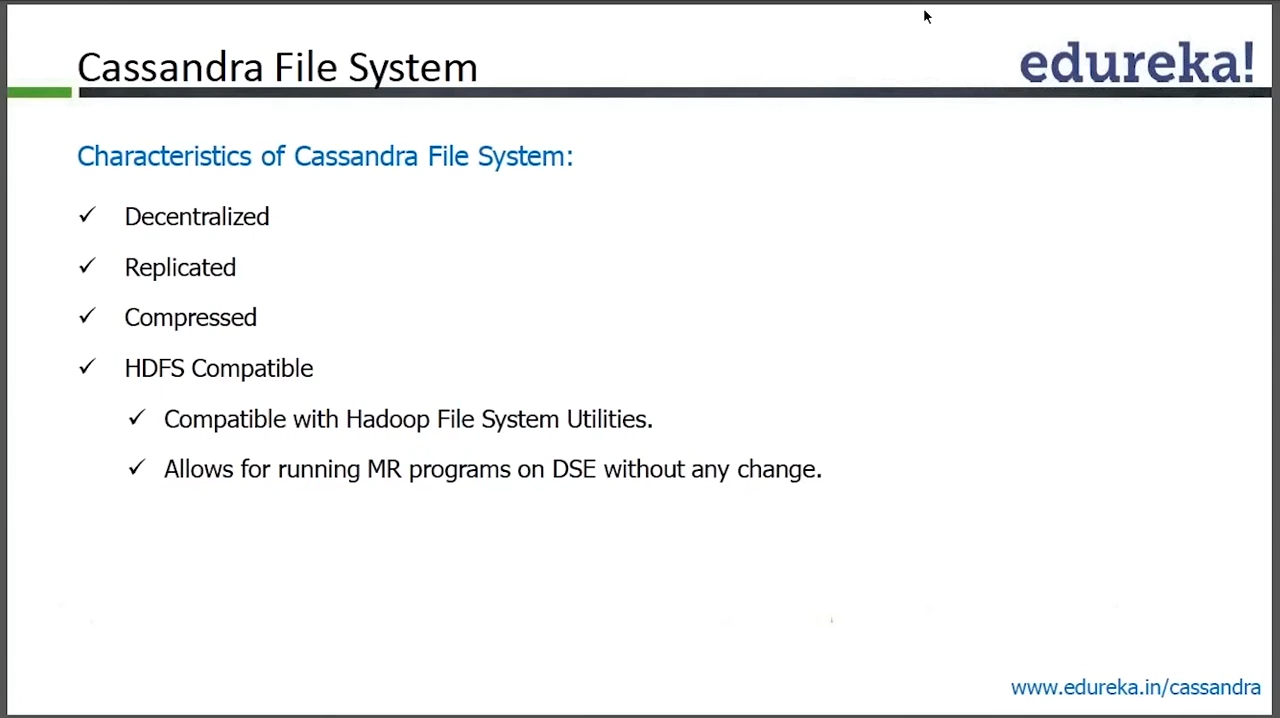 Cassandra File System
edureka!
Characteristics of Cassandra File System:
✓ Decentralized
✓ Replicated
✓ Compressed
✓ HDFS Compatible
✓ Compatible with Hadoop File System Utilities.
✓ Allows for running MR programs on DSE without any change.
www.edureka.in/cassandra